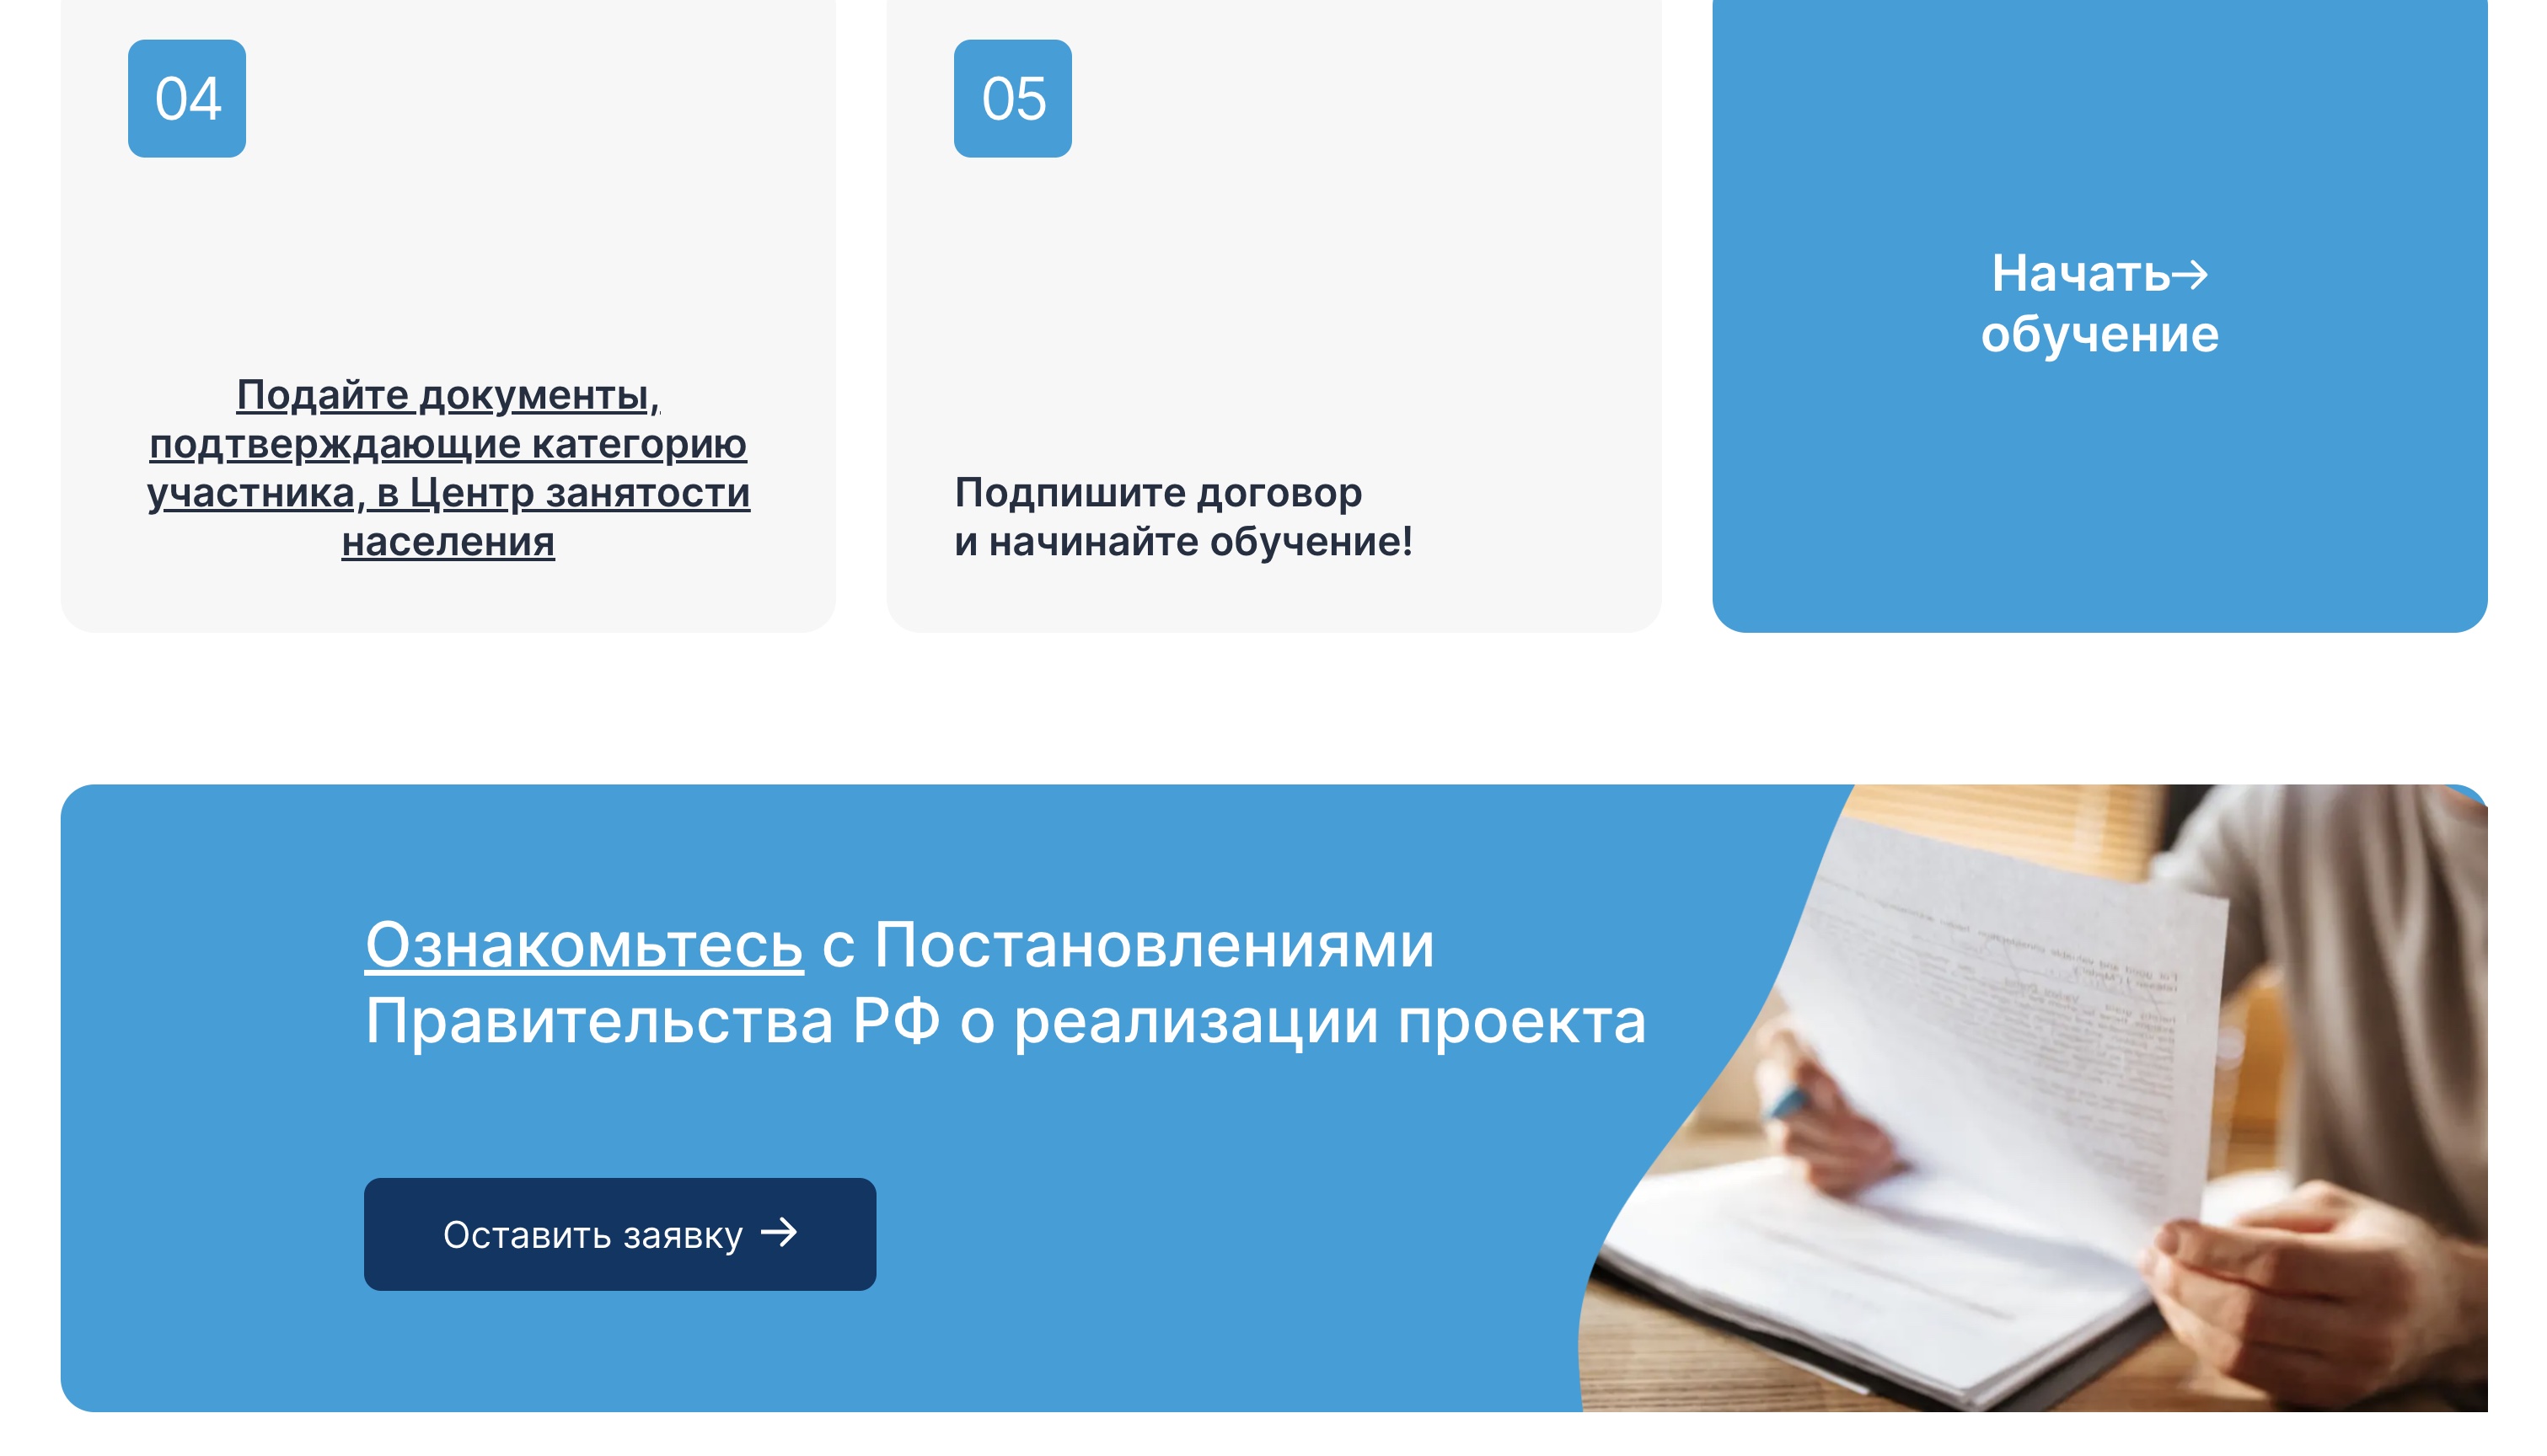 04
Подайте документы,
подтверждающие категорию
участника, в Центр занятости
населения
05
Подпишите договор
и начинайте обучение!
Начать→
обучение
Ознакомьтесь с Постановлениями
Правительства РФ о реализации проекта
Оставить заявку →